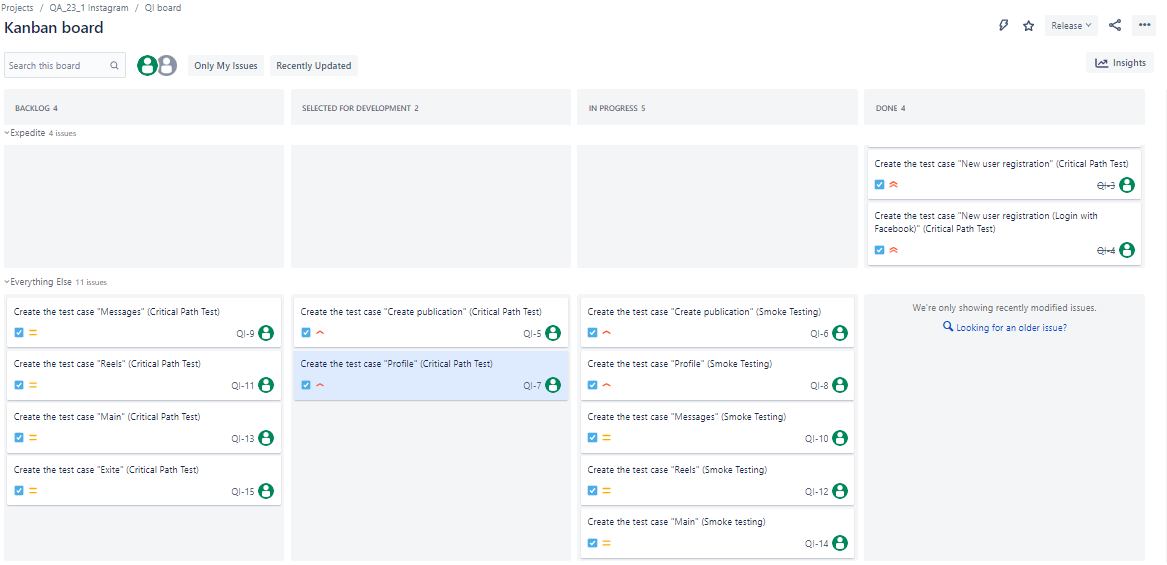 Projects / QA_23_1 Instagram / QI board
Kanban board
Release
Search this board
Only My Issues
Recently Updated
Insights
BACKLOG 4
SELECTED FOR DEVELOPMENT 2
IN PROGRESS 5
DONE 4
Expedite 4 issues
Create the test case "New user registration" (Critical Path Test)
QI-3
Create the test case "New user registration (Login with
Facebook)" (Critical Path Test)
QI-4
Everything Else 11 issues
Create the test case "Messages" (Critical Path Test)
QI-9
Create the test case "Reels" (Critical Path Test)
QI-11
Create the test case "Main" (Critical Path Test)
QI-13
Create the test case "Exite" (Critical Path Test)
QI-15
Create the test case "Create publication" (Critical Path Test)
QI-5
Create the test case "Profile" (Critical Path Test)
QI-7
Create the test case "Create publication" (Smoke Testing)
QI-6
Create the test case "Profile" (Smoke Testing)
QI-8
Create the test case "Messages" (Smoke Testing)
QI-10
Create the test case "Reels" (Smoke Testing)
QI-12
Create the test case "Main" (Smoke testing)
QI-14
We're only showing recently modified issues.
Looking for an older issue?